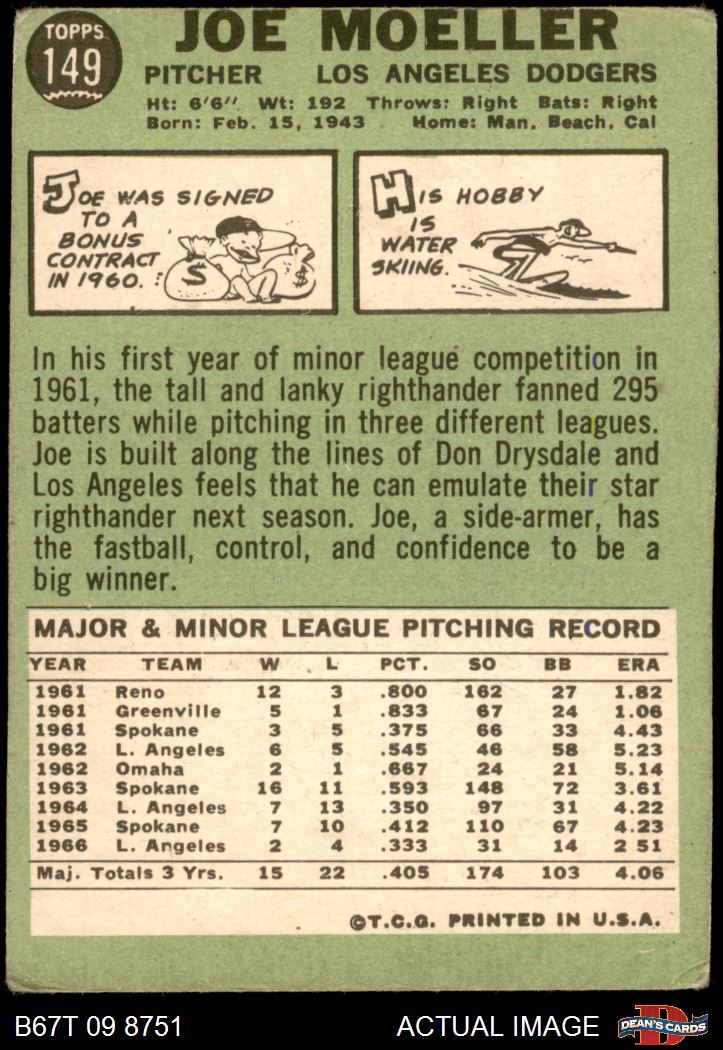 TOPPS
149
JOE MOELLER
PITCHER LOS ANGELES DODGERS
Ht: 6'6" Wt: 192 Throws: Right Bats: Right
Born: Feb. 15, 1943 Home: Man. Beach, Cal
JOE WAS SIGNED
TO A
BONUS
CONTRACT
IN 1960.
$
$
HIS HOBBY
IS
WATER
SKIING.
In his first year of minor league competition in
1961, the tall and lanky righthander fanned 295
batters while pitching in three different leagues.
Joe is built along the lines of Don Drysdale and
Los Angeles feels that he can emulate their star
righthander next season. Joe, a side-armer, has
the fastball, control, and confidence to be a
big winner.
MAJOR & MINOR LEAGUE PITCHING RECORD
YEAR TEAM W L PCT. SO BB ERA
1961 Reno 12 3 .800 162 27 1.82
1961 Greenville 5 1 .833 67 24 1.06
1961 Spokane 3 5 .375 66 33 4.43
1962 L. Angeles 6 5 .545 46 58 5.23
1962 Omaha 2 1 .667 24 21 5.14
1963 Spokane 16 11 .593 148 72 3.61
1964 L. Angeles 7 13 .350 97 31 4.22
1965 Spokane 7 10 .412 110 67 4.23
1966 L. Angeles 2 4 .333 31 14 2 51
Maj. Totals 3 Yrs. 15 22 .405 174 103 4.06
©T.C.G. PRINTED IN U.S.A.
B67T 09 8751 ACTUAL IMAGE
D
DEAN'S CARDS